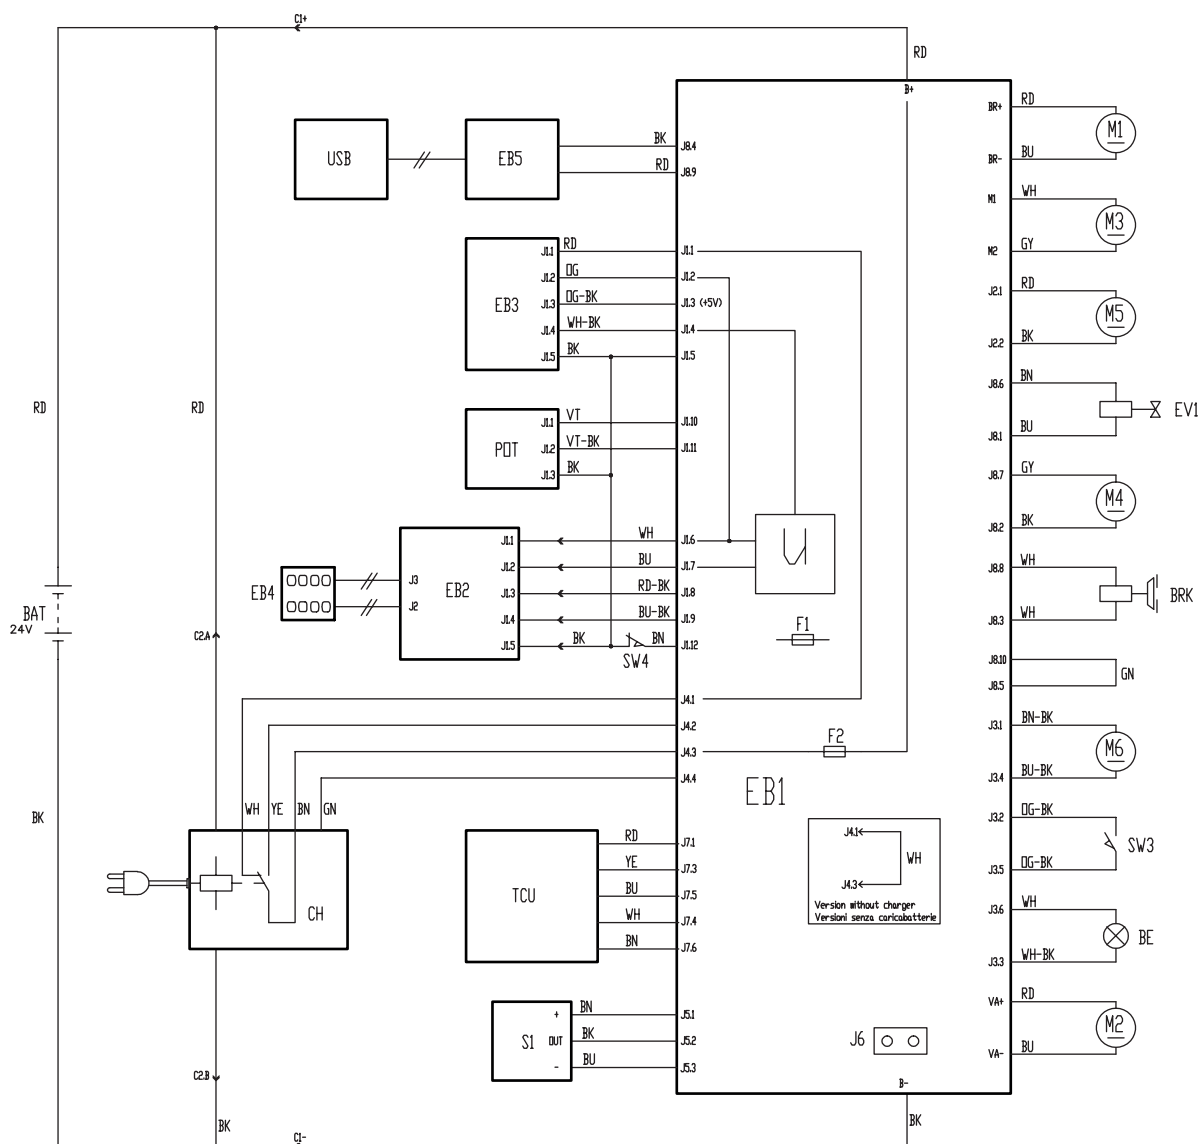 C1+
RD
B+
BR+ RD
M1
BR- BU
USB
EB5
BK J8.4
RD J8.9
M1 WH
M3
M2 GY
EB3
J1.1 RD J1.1
J1.2 OG J1.2
J1.3 OG-BK J1.3 (+5V)
J1.4 WH-BK J1.4
J1.5 BK J1.5
J2.1 RD
M5
J2.2 BK
J8.6 BN
EV1
J8.1 BU
RD
RD
POT
J1.1 VT J1.10
J1.2 VT-BK J1.11
J1.3 BK
J8.7 GY
M4
J8.2 BK
EB4
J3
J2
EB2
J1.1 WH J1.6
J1.2 BU J1.7
J1.3 RD-BK J1.8
J1.4 BU-BK J1.9
J1.5 BK BN J1.12
SW4
F1
J8.8 WH
BRK
J8.3 WH
BAT
24V
C2.A
J8.10
GN
J8.5
J4.1
J4.2
J4.3
J4.4
F2
EB1
J3.1 BN-BK
M6
J3.4 BU-BK
BK
WH YE BN GN
CH
J3.2 OG-BK
SW3
J3.5 OG-BK
TCU
RD J7.1
YE J7.3
BU J7.5
WH J7.4
BN J7.6
J4.1
WH
J4.3
Version without charger
Versioni senza caricabatterie
J3.6 WH
BE
J3.3 WH-BK
S1
+ BN J5.1
OUT BK J5.2
- BU J5.3
J6
VA+ RD
M2
VA- BU
C2.B
B-
BK
BK
C1-